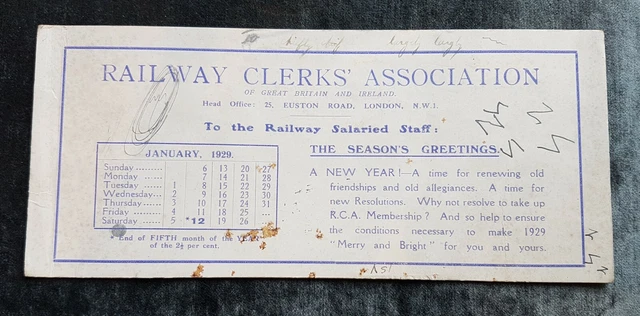 RAILWAY CLERKS' ASSOCIATION
OF GREAT BRITAIN AND IRELAND.
Head Office: 25, EUSTON ROAD, LONDON, N.W.1.
To the Railway Salaried Staff:
JANUARY, 1929.
Sunday ......... 6 13 20 27
Monday ........ 7 14 21 28
Tuesday ...... 1 8 15 22 29
Wednesday.. 2 9 16 23 30
Thursday ..... 3 10 17 24 31
Friday ......... 4 11 18 25 ...
Saturday ..... 5 *12 19 26 ...
* End of FIFTH month of the YEAR
of the 2½ per cent.
THE SEASON'S GREETINGS.
A NEW YEAR!—A time for renewing old
friendships and old allegiances. A time for
new Resolutions. Why not resolve to take up
R.C.A. Membership? And so help to ensure
the conditions necessary to make 1929
"Merry and Bright" for you and yours.